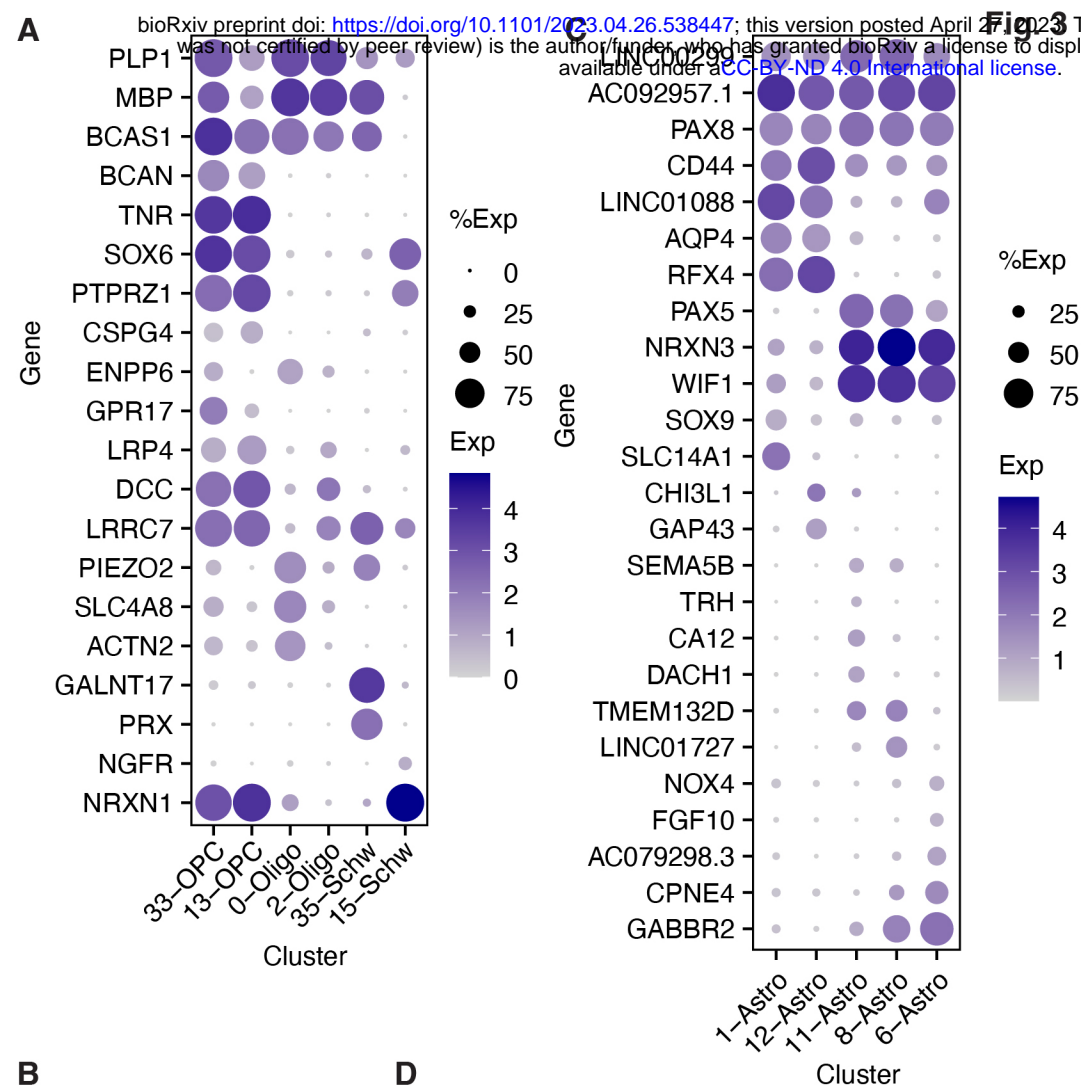 bioRxiv preprint doi: https://doi.org/10.1101/2023.04.26.538447; this version posted April 27, 2023. T
was not certified by peer review) is the author/funder, who has granted bioRxiv a license to displ
available under aCC-BY-ND 4.0 International license.
Fig. 3
A
PLP1
MBP
BCAS1
BCAN
TNR
SOX6
PTPRZ1
CSPG4
ENPP6
GPR17
LRP4
DCC
LRRC7
PIEZO2
SLC4A8
ACTN2
GALNT17
PRX
NGFR
NRXN1
Gene
33–OPC
13–OPC
0–Oligo
2–Oligo
35–Schw
15–Schw
Cluster
%Exp
0
25
50
75
Exp
4
3
2
1
0
C
LINC00299
AC092957.1
PAX8
CD44
LINC01088
AQP4
RFX4
PAX5
NRXN3
WIF1
SOX9
SLC14A1
CHI3L1
GAP43
SEMA5B
TRH
CA12
DACH1
TMEM132D
LINC01727
NOX4
FGF10
AC079298.3
CPNE4
GABBR2
Gene
1–Astro
12–Astro
11–Astro
8–Astro
6–Astro
Cluster
%Exp
25
50
75
Exp
4
3
2
1
B
D